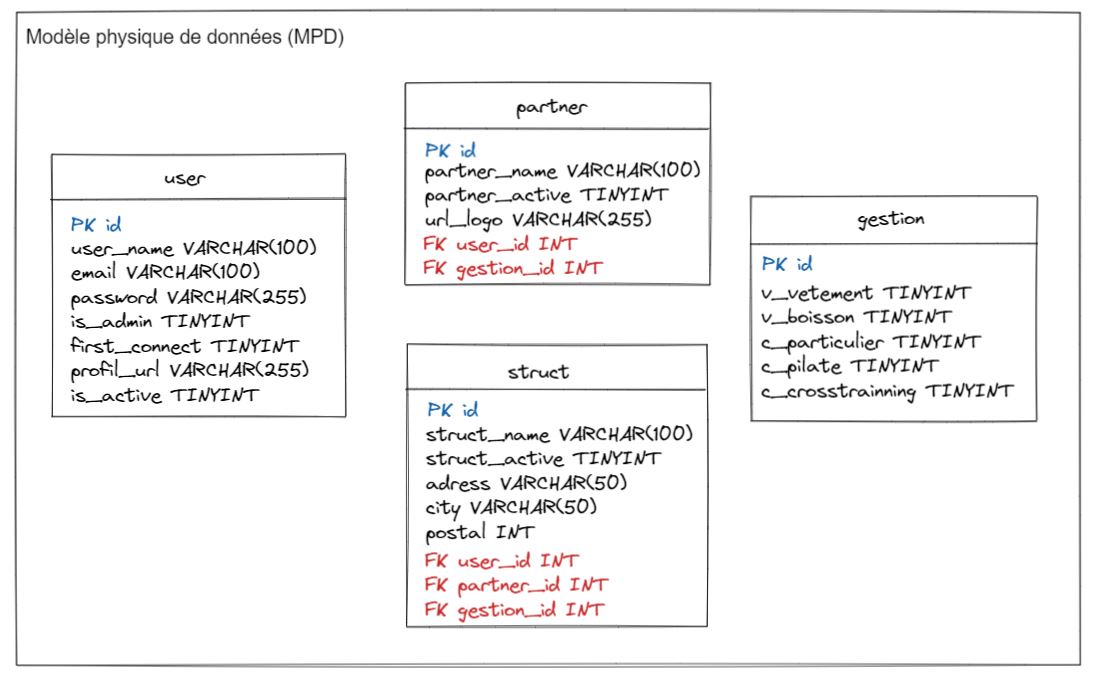 Modèle physique de données (MPD)
user
PK id
user_name VARCHAR(100)
email VARCHAR(100)
password VARCHAR(255)
is_admin TINYINT
first_connect TINYINT
profil_url VARCHAR(255)
is_active TINYINT
partner
PK id
partner_name VARCHAR(100)
partner_active TINYINT
url_logo VARCHAR(255)
FK user_id INT
FK gestion_id INT
struct
PK id
struct_name VARCHAR(100)
struct_active TINYINT
adress VARCHAR(50)
city VARCHAR(50)
postal INT
FK user_id INT
FK partner_id INT
FK gestion_id INT
gestion
PK id
v_vetement TINYINT
v_boisson TINYINT
c_particulier TINYINT
c_pilate TINYINT
c_crosstrainning TINYINT